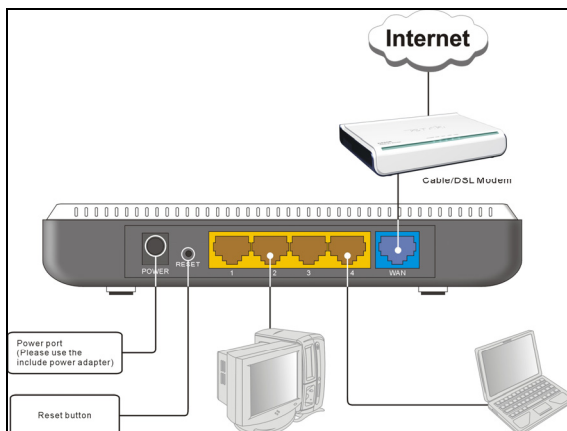 Internet
Cable/DSL Modem
POWER
RESET
1
2
3
4
WAN
Power port
(Please use the
include power adapter)
Reset button